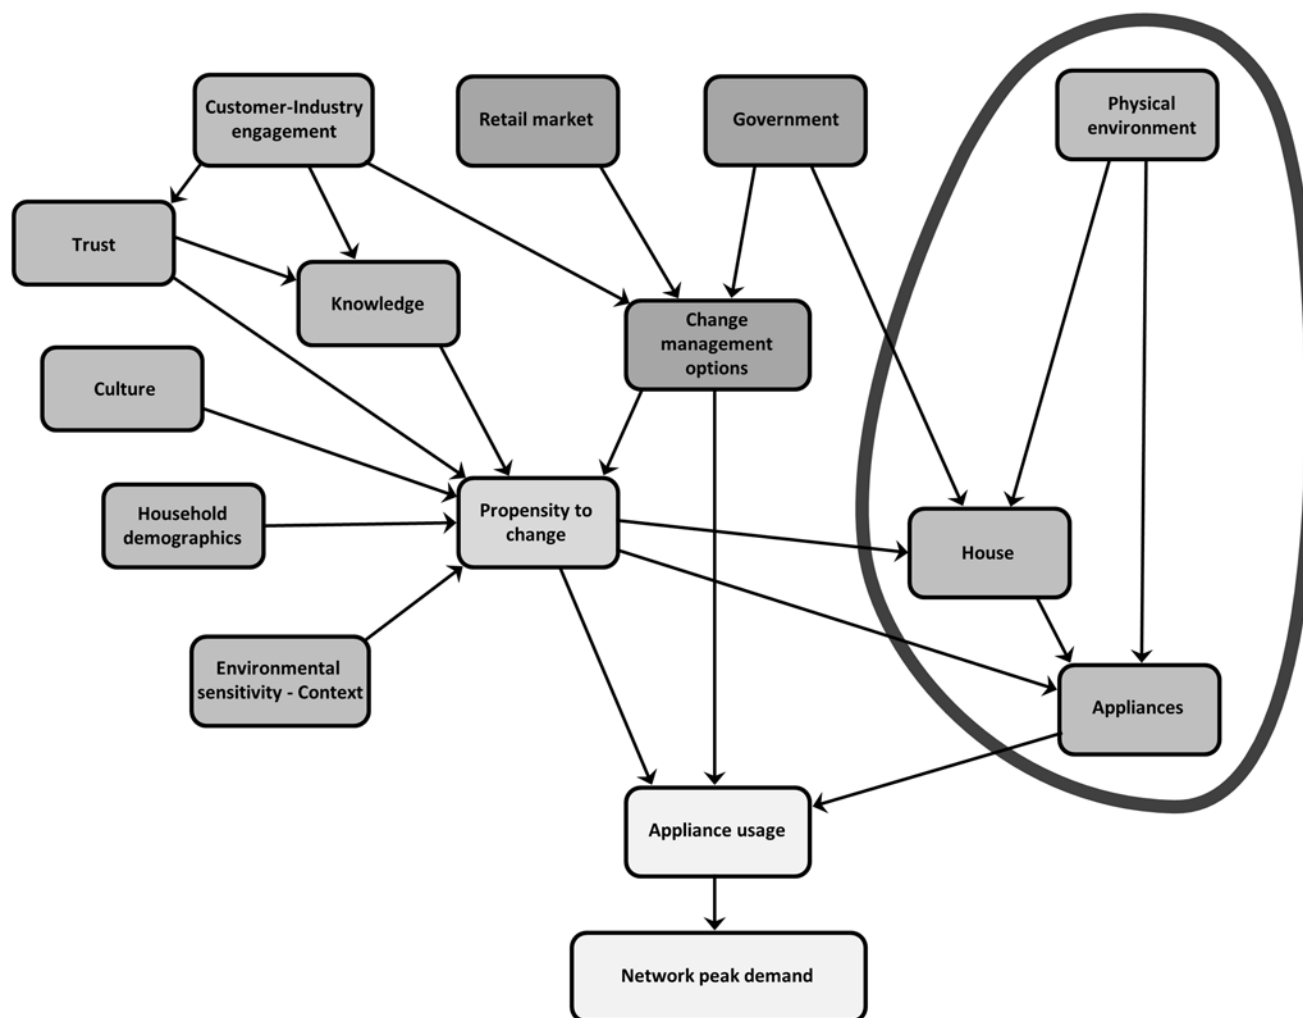 Customer-Industry
engagement
Retail market
Government
Physical
environment
Trust
Knowledge
Change
management
options
Culture
Household
demographics
Propensity to
change
House
Environmental
sensitivity - Context
Appliances
Appliance usage
Network peak demand